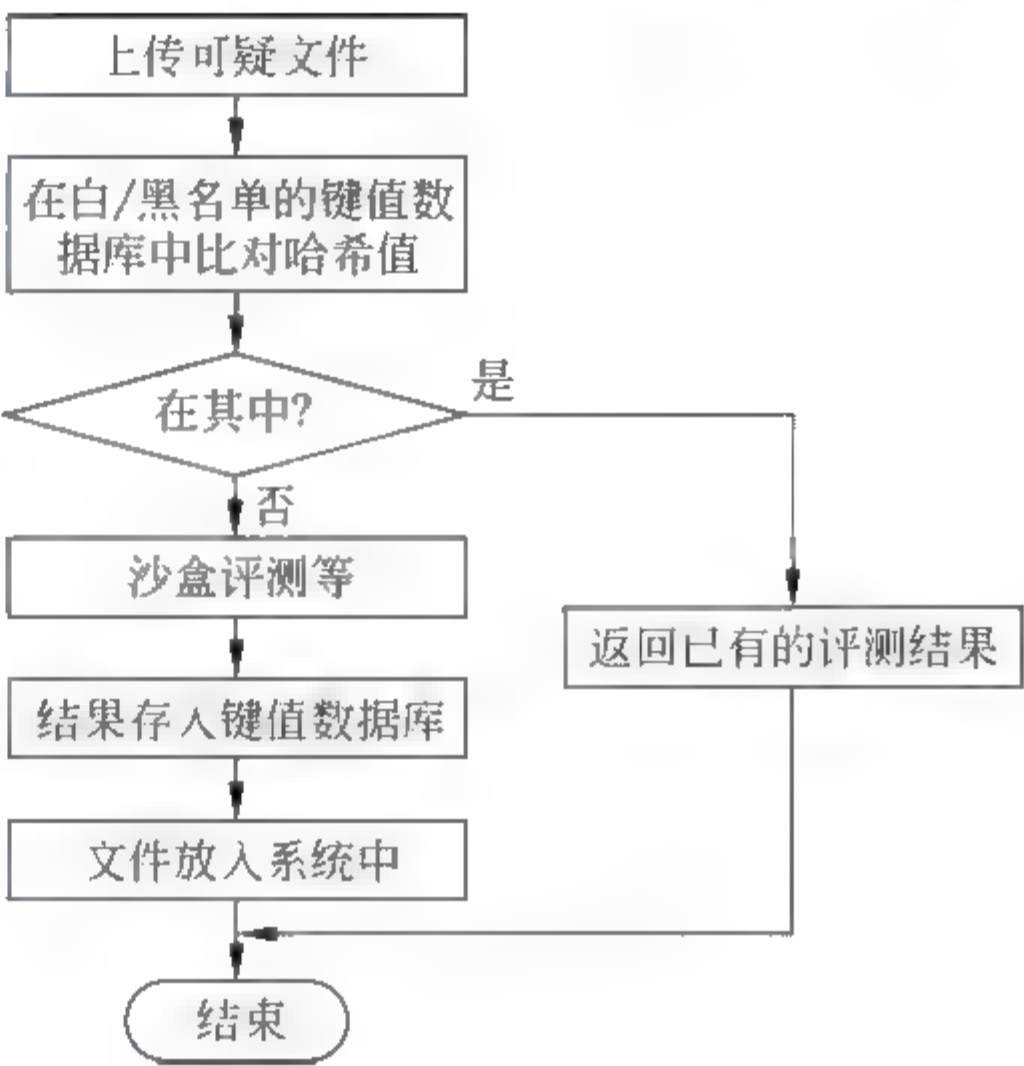 上传可疑文件
在白/黑名单的键值数
据库中比对哈希值
在其中?
是
否
沙盒评测等
返回已有的评测结果
结果存入键值数据库
文件放入系统中
结束